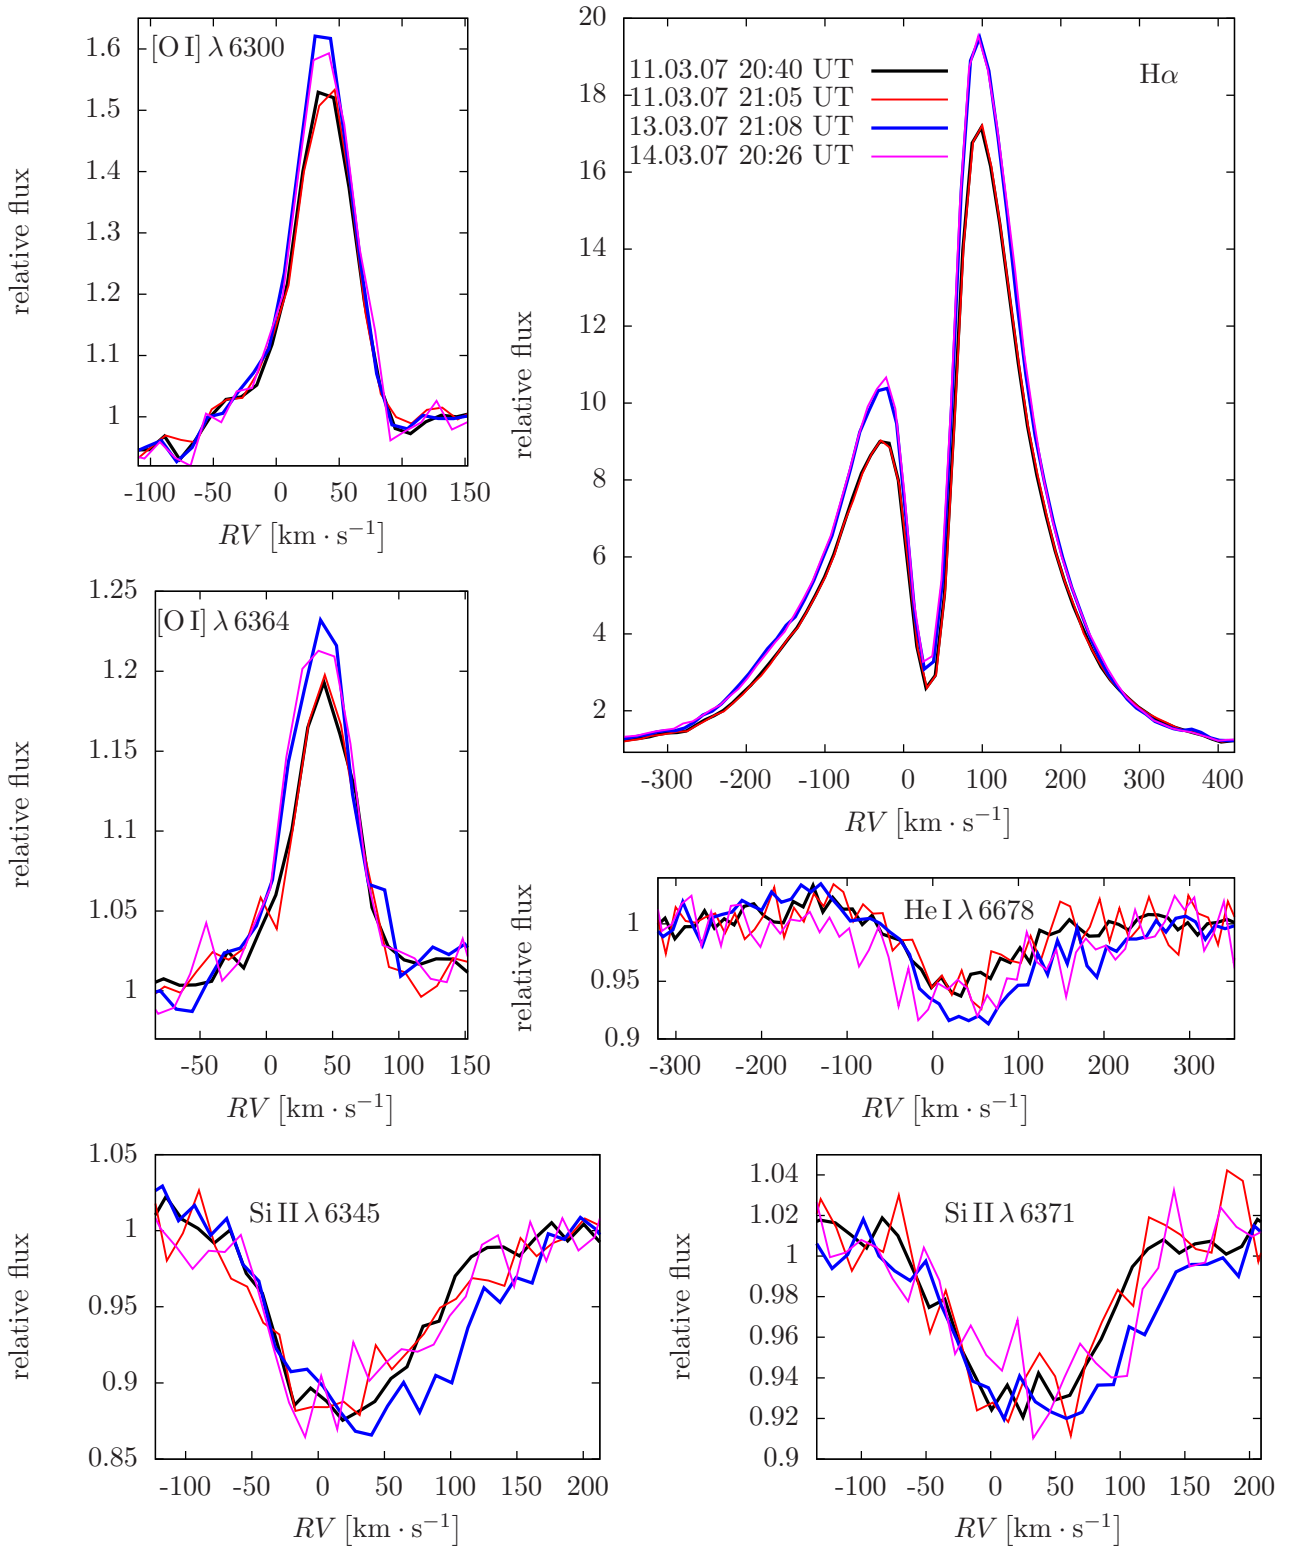 [O I] λ 6300
1.6
1.5
1.4
1.3
1.2
1.1
1
relative flux
-100 -50 0 50 100 150
RV [km · s⁻¹]
Hα
11.03.07 20:40 UT
11.03.07 21:05 UT
13.03.07 21:08 UT
14.03.07 20:26 UT
20
18
16
14
12
10
8
6
4
2
relative flux
-300 -200 -100 0 100 200 300 400
RV [km · s⁻¹]
[O I] λ 6364
1.25
1.2
1.15
1.1
1.05
1
relative flux
-50 0 50 100 150
RV [km · s⁻¹]
He I λ 6678
1
0.95
0.9
relative flux
-300 -200 -100 0 100 200 300
RV [km · s⁻¹]
Si II λ 6345
1.05
1
0.95
0.9
0.85
relative flux
-100 -50 0 50 100 150 200
RV [km · s⁻¹]
Si II λ 6371
1.04
1.02
1
0.98
0.96
0.94
0.92
0.9
relative flux
-100 -50 0 50 100 150 200
RV [km · s⁻¹]